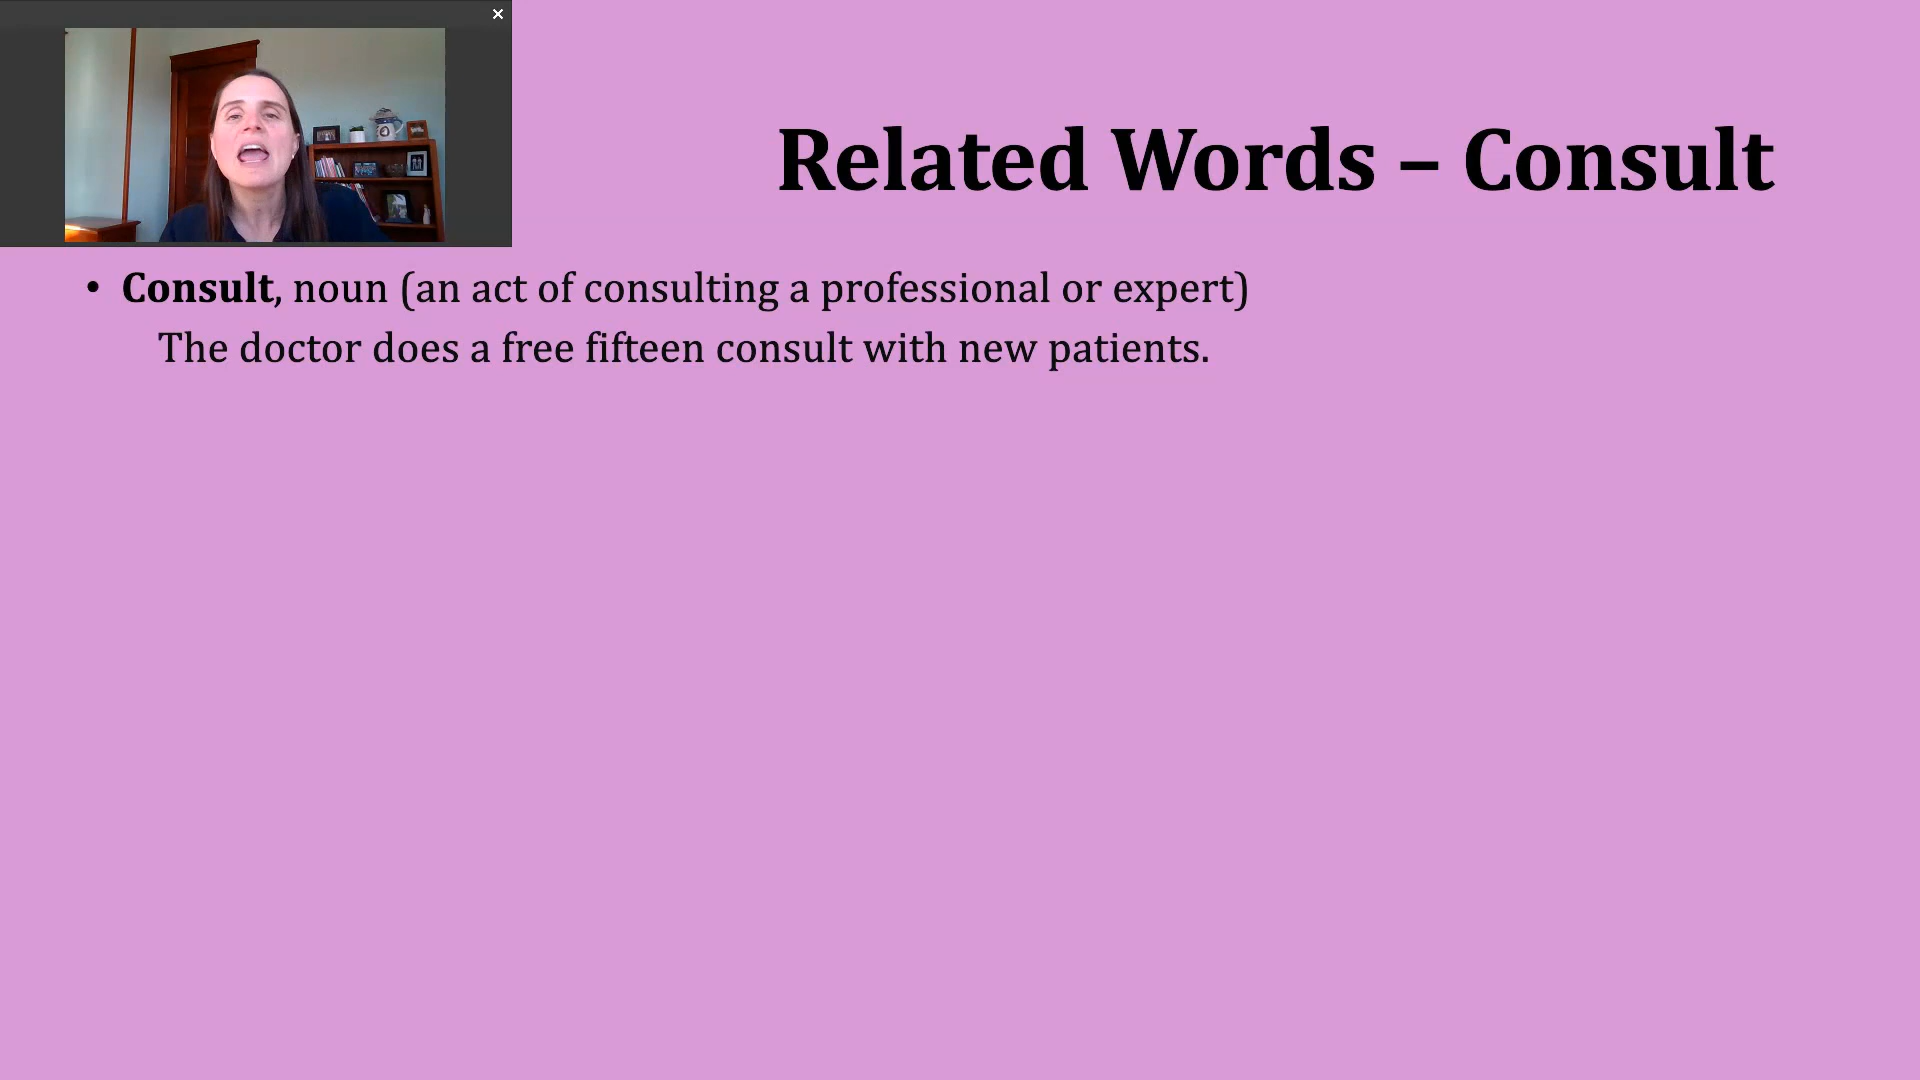 Related Words – Consult
• Consult, noun (an act of consulting a professional or expert)
The doctor does a free fifteen consult with new patients.